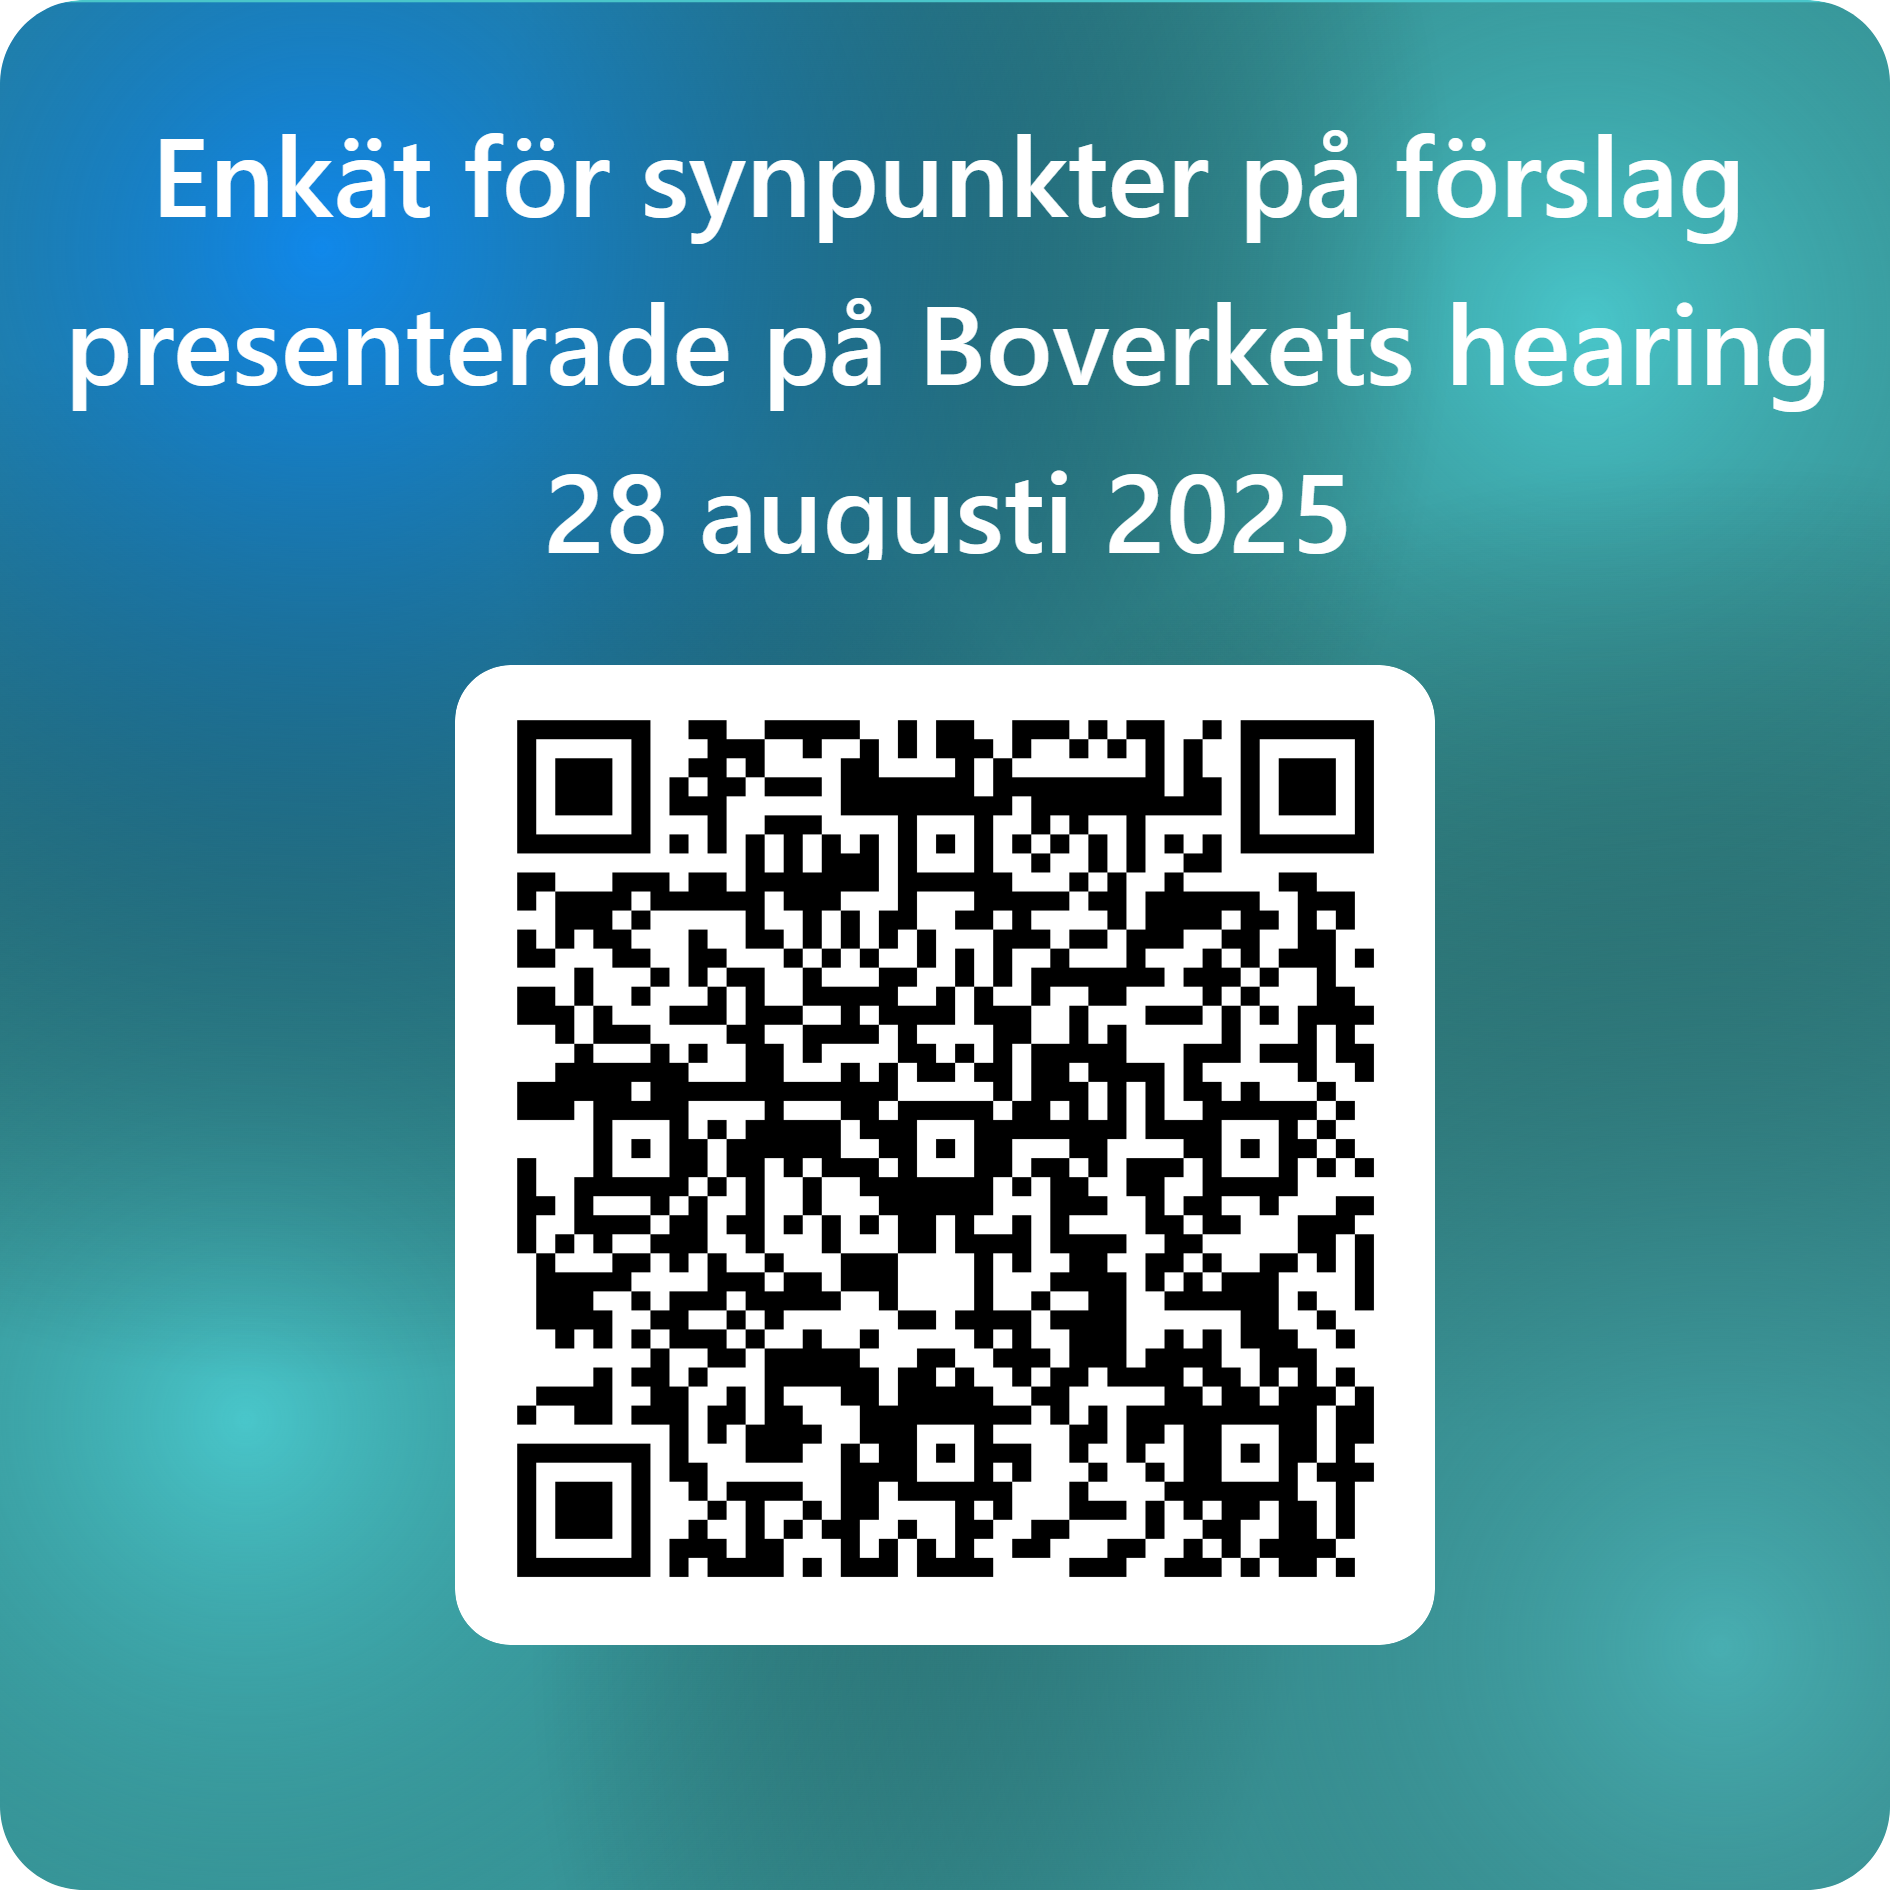 Enkät för synpunkter på förslag
presenterade på Boverkets hearing
28 augusti 2025